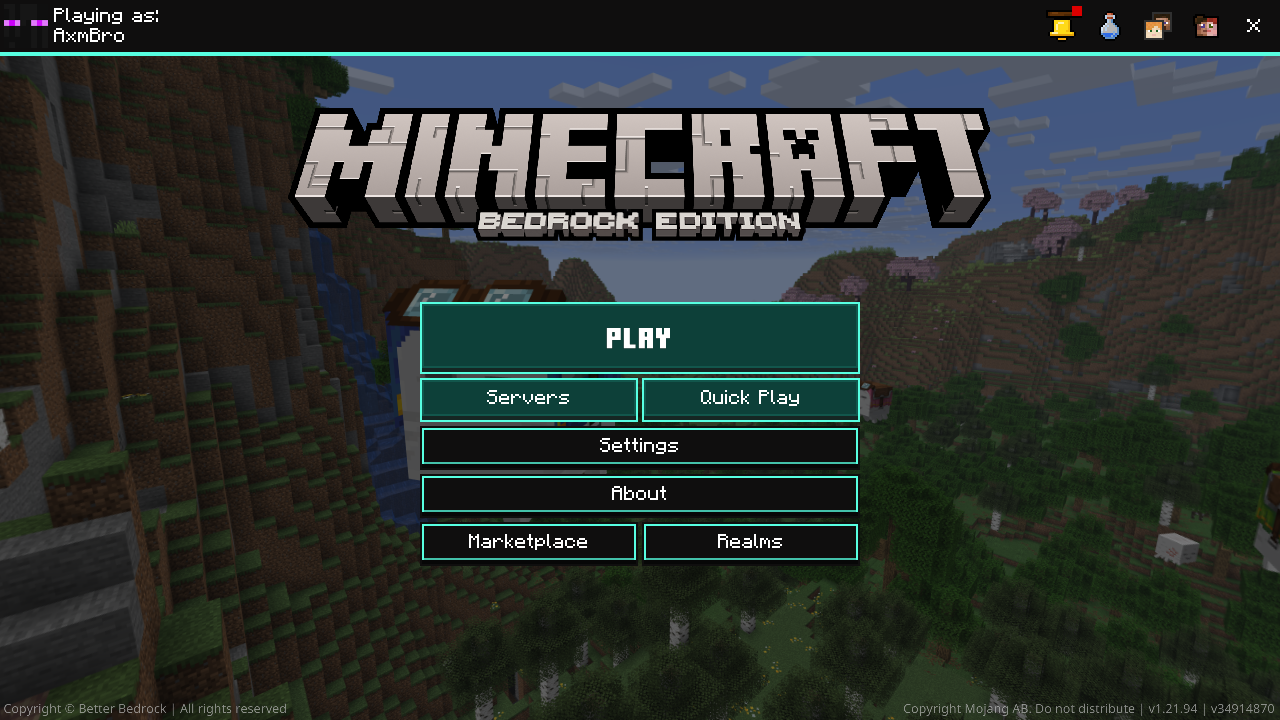 Playing as:
AxmBro
MINECRAFT
BEDROCK EDITION
PLAY
Servers
Quick Play
Settings
About
Marketplace
Realms
Copyright © Better Bedrock | All rights reserved
Copyright Mojang AB. Do not distribute | v1.21.94 | v34914870